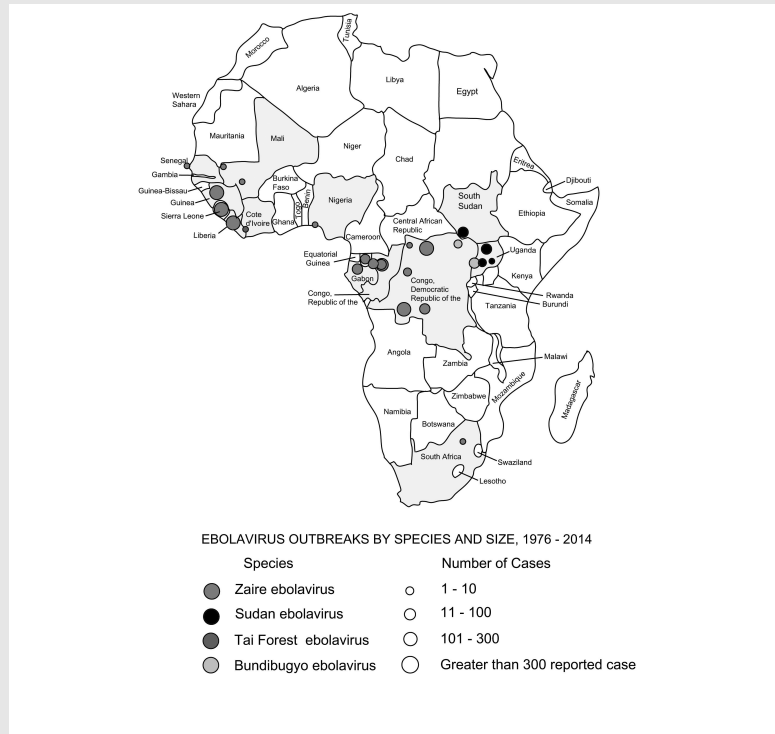 Tunisia
Morocco
Libya
Algeria
Egypt
Western
Sahara
Mauritania
Mali
Niger
Chad
Eritrea
Senegal
Gambia
Burkina
Faso
Benin
Togo
Nigeria
Djibouti
Guinea-Bissau
Guinea
Sierra Leone
Liberia
Cote
d'Ivoire
Ghana
South
Sudan
Somalia
Ethiopia
Central African
Republic
Cameroon
Equatorial
Guinea
Uganda
Gabon
Congo,
Democratic
Republic of the
Kenya
Congo,
Republic of the
Rwanda
Burundi
Tanzania
Angola
Zambia
Malawi
Mozambique
Madagascar
Zimbabwe
Namibia
Botswana
South Africa
Swaziland
Lesotho
EBOLAVIRUS OUTBREAKS BY SPECIES AND SIZE, 1976 - 2014
Species
Number of Cases
Zaire ebolavirus
1 - 10
Sudan ebolavirus
11 - 100
Tai Forest ebolavirus
101 - 300
Bundibugyo ebolavirus
Greater than 300 reported case